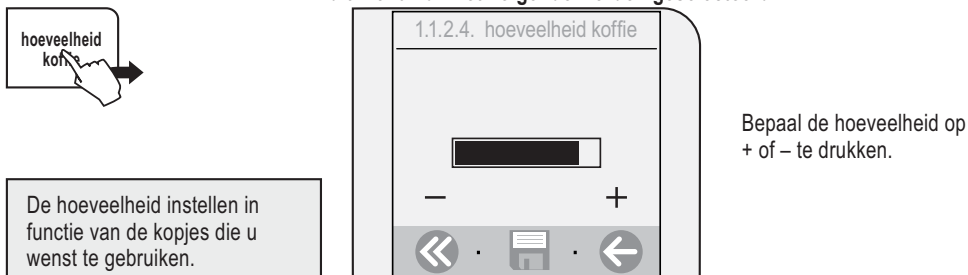 hoeveelheid
koffie
1.1.2.4. hoeveelheid koffie
Bepaal de hoeveelheid op
+ of – te drukken.
– +
De hoeveelheid instellen in
functie van de kopjes die u
wenst te gebruiken.